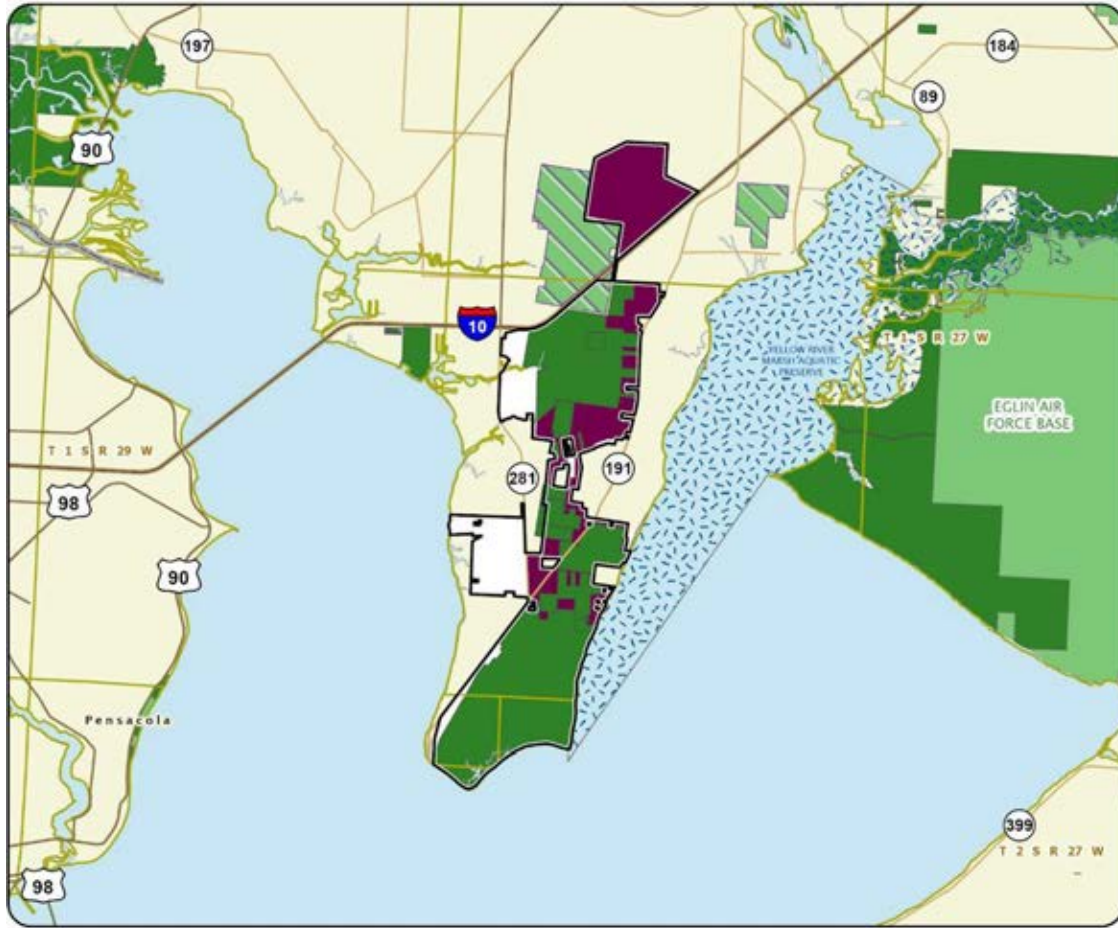 197
184
89
90
10
YELLOW RIVER
MARSH AQUATIC
PRESERVE
T 1 S R 27 W
EGLIN AIR
FORCE BASE
T 1 S R 29 W
281
191
98
90
Pensacola
399
T 2 S R 27 W
98